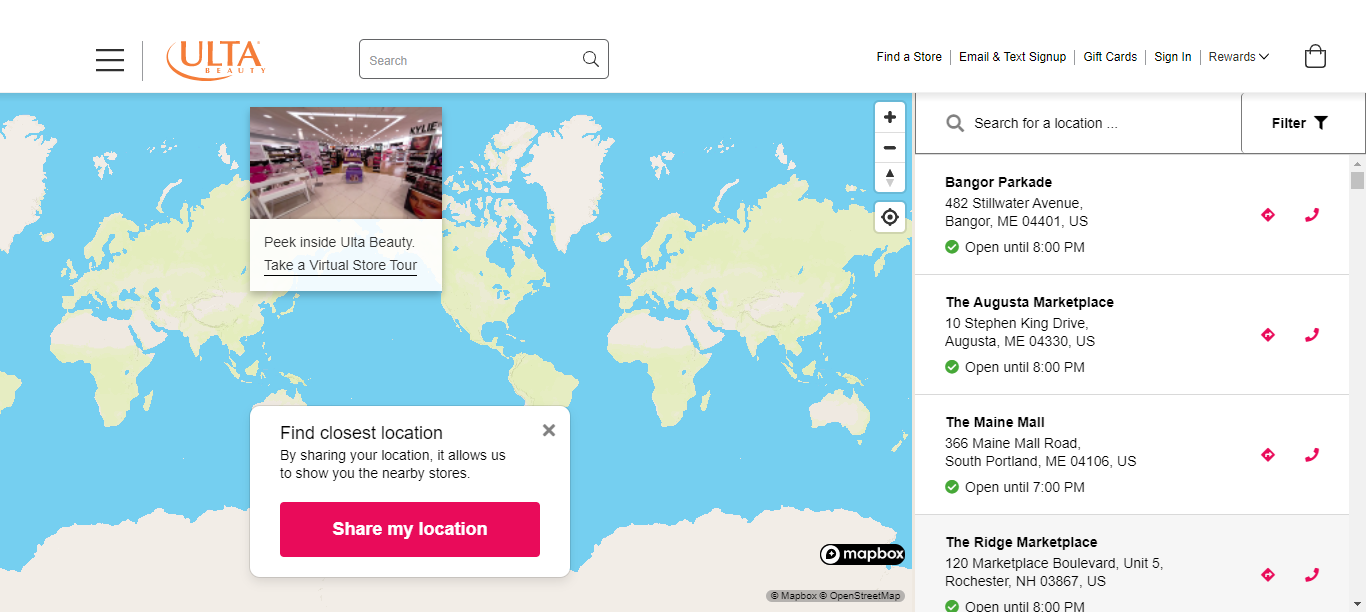 ULTA
BEAUTY
Search
Find a Store
Email & Text Signup
Gift Cards
Sign In
Rewards
KYLIE
Peek inside Ulta Beauty.
Take a Virtual Store Tour
Find closest location
By sharing your location, it allows us
to show you the nearby stores.
Share my location
mapbox
© Mapbox © OpenStreetMap
Search for a location ...
Filter
Bangor Parkade
482 Stillwater Avenue,
Bangor, ME 04401, US
Open until 8:00 PM
The Augusta Marketplace
10 Stephen King Drive,
Augusta, ME 04330, US
Open until 8:00 PM
The Maine Mall
366 Maine Mall Road,
South Portland, ME 04106, US
Open until 7:00 PM
The Ridge Marketplace
120 Marketplace Boulevard, Unit 5,
Rochester, NH 03867, US
Open until 8:00 PM